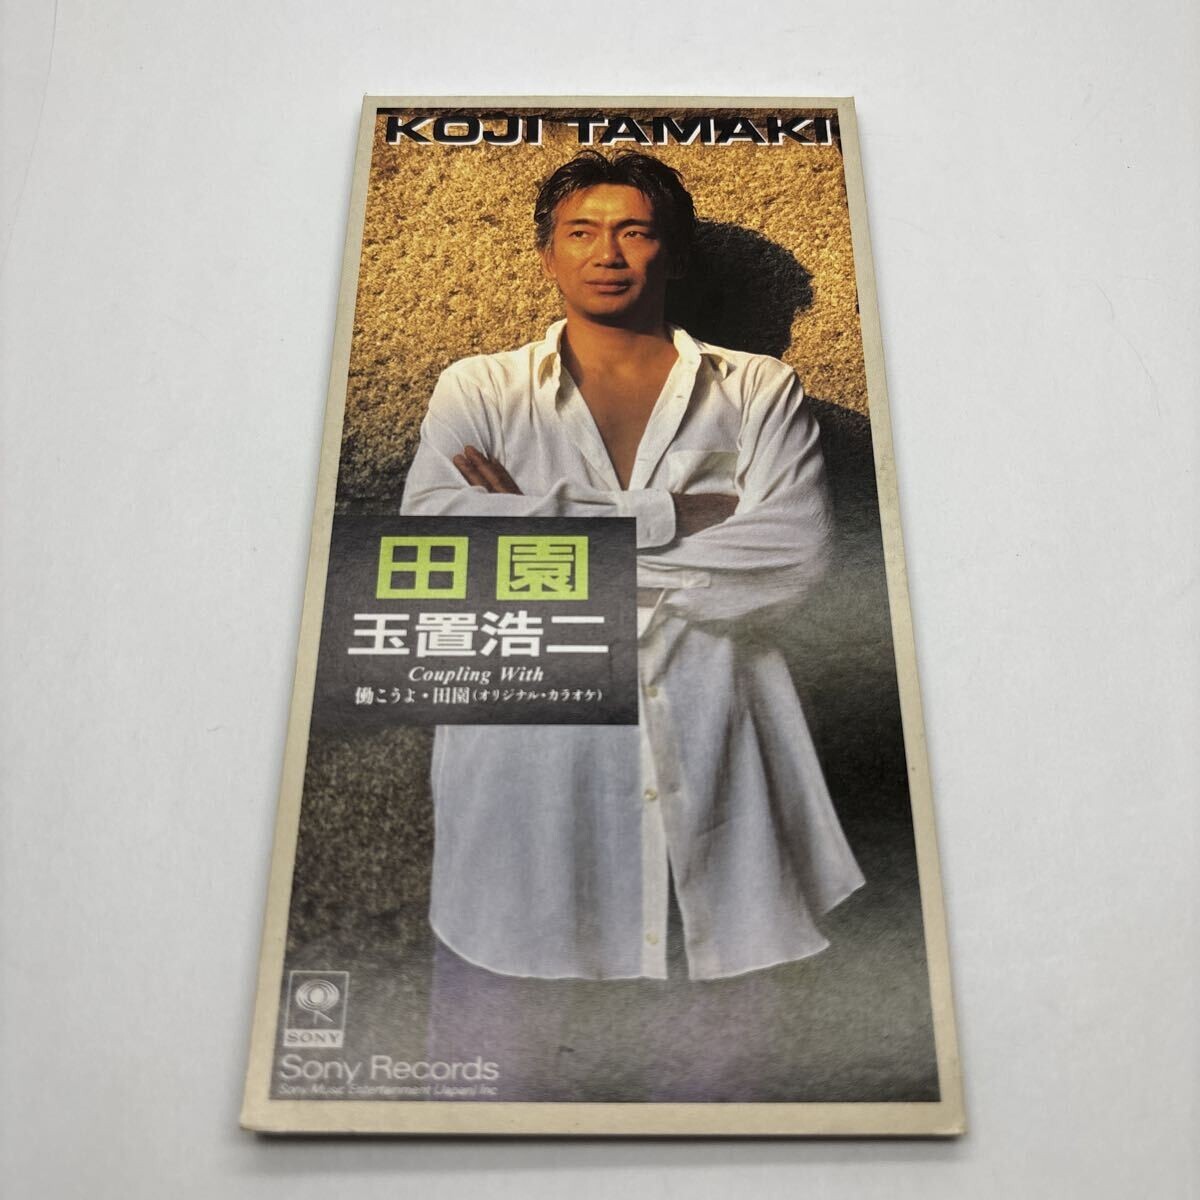 KOJI TAMAKI
田園
玉置浩二
Coupling With
働こうよ・田園(オリジナル・カラオケ)
SONY
Sony Records
Sony Music Entertainment (Japan) Inc